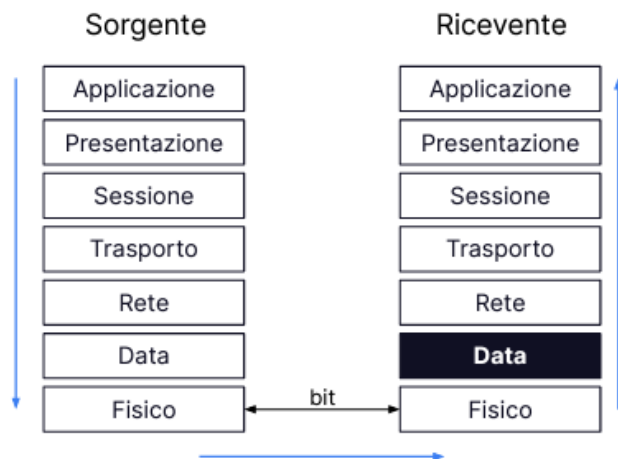 Sorgente
Ricevente
Applicazione
Applicazione
Presentazione
Presentazione
Sessione
Sessione
Trasporto
Trasporto
Rete
Rete
Data
Data
Fisico
bit
Fisico